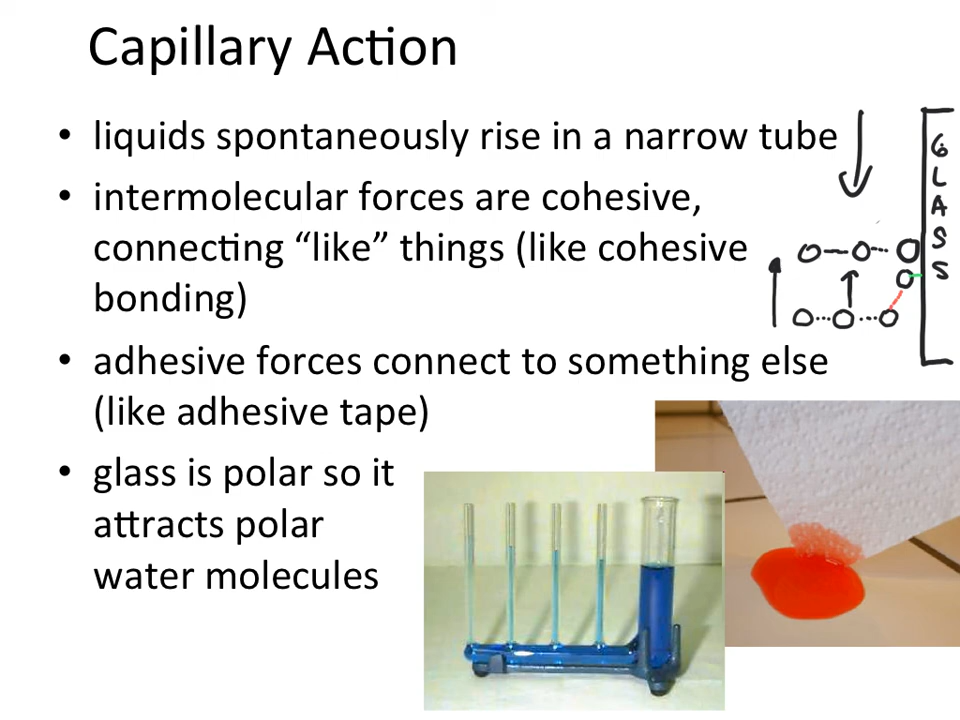 Capillary Action
• liquids spontaneously rise in a narrow tube
• intermolecular forces are cohesive,
connecting “like” things (like cohesive
bonding)
• adhesive forces connect to something else
(like adhesive tape)
• glass is polar so it
attracts polar
water molecules
GLASS